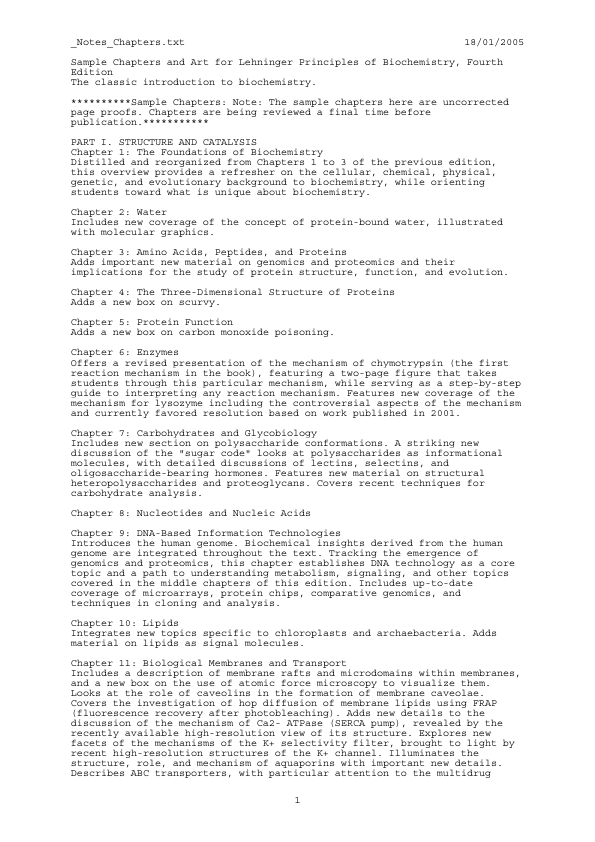 _Notes_Chapters.txt 18/01/2005
Sample Chapters and Art for Lehninger Principles of Biochemistry, Fourth
Edition
The classic introduction to biochemistry.
**********Sample Chapters: Note: The sample chapters here are uncorrected
page proofs. Chapters are being reviewed a final time before
publication.***********
PART I. STRUCTURE AND CATALYSIS
Chapter 1: The Foundations of Biochemistry
Distilled and reorganized from Chapters 1 to 3 of the previous edition,
this overview provides a refresher on the cellular, chemical, physical,
genetic, and evolutionary background to biochemistry, while orienting
students toward what is unique about biochemistry.
Chapter 2: Water
Includes new coverage of the concept of protein-bound water, illustrated
with molecular graphics.
Chapter 3: Amino Acids, Peptides, and Proteins
Adds important new material on genomics and proteomics and their
implications for the study of protein structure, function, and evolution.
Chapter 4: The Three-Dimensional Structure of Proteins
Adds a new box on scurvy.
Chapter 5: Protein Function
Adds a new box on carbon monoxide poisoning.
Chapter 6: Enzymes
Offers a revised presentation of the mechanism of chymotrypsin (the first
reaction mechanism in the book), featuring a two-page figure that takes
students through this particular mechanism, while serving as a step-by-step
guide to interpreting any reaction mechanism. Features new coverage of the
mechanism for lysozyme including the controversial aspects of the mechanism
and currently favored resolution based on work published in 2001.
Chapter 7: Carbohydrates and Glycobiology
Includes new section on polysaccharide conformations. A striking new
discussion of the "sugar code" looks at polysaccharides as informational
molecules, with detailed discussions of lectins, selectins, and
oligosaccharide-bearing hormones. Features new material on structural
heteropolysaccharides and proteoglycans. Covers recent techniques for
carbohydrate analysis.
Chapter 8: Nucleotides and Nucleic Acids
Chapter 9: DNA-Based Information Technologies
Introduces the human genome. Biochemical insights derived from the human
genome are integrated throughout the text. Tracking the emergence of
genomics and proteomics, this chapter establishes DNA technology as a core
topic and a path to understanding metabolism, signaling, and other topics
covered in the middle chapters of this edition. Includes up-to-date
coverage of microarrays, protein chips, comparative genomics, and
techniques in cloning and analysis.
Chapter 10: Lipids
Integrates new topics specific to chloroplasts and archaebacteria. Adds
material on lipids as signal molecules.
Chapter 11: Biological Membranes and Transport
Includes a description of membrane rafts and microdomains within membranes,
and a new box on the use of atomic force microscopy to visualize them.
Looks at the role of caveolins in the formation of membrane caveolae.
Covers the investigation of hop diffusion of membrane lipids using FRAP
(fluorescence recovery after photobleaching). Adds new details to the
discussion of the mechanism of Ca2- ATPase (SERCA pump), revealed by the
recently available high-resolution view of its structure. Explores new
facets of the mechanisms of the K+ selectivity filter, brought to light by
recent high-resolution structures of the K+ channel. Illuminates the
structure, role, and mechanism of aquaporins with important new details.
Describes ABC transporters, with particular attention to the multidrug
1